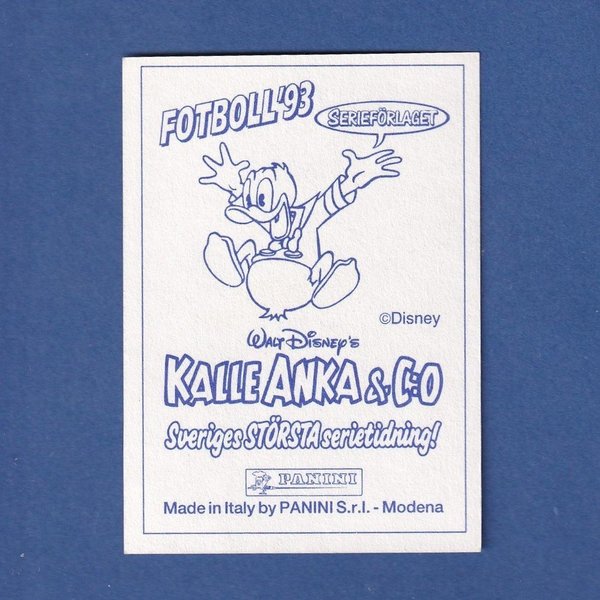 FOTBOLL'93
SERIEFÖRLAGET
©Disney
WALT DISNEY'S
KALLE ANKA & C:O
Sveriges STÖRSTA serietidning!
PANINI
Made in Italy by PANINI S.r.l. - Modena